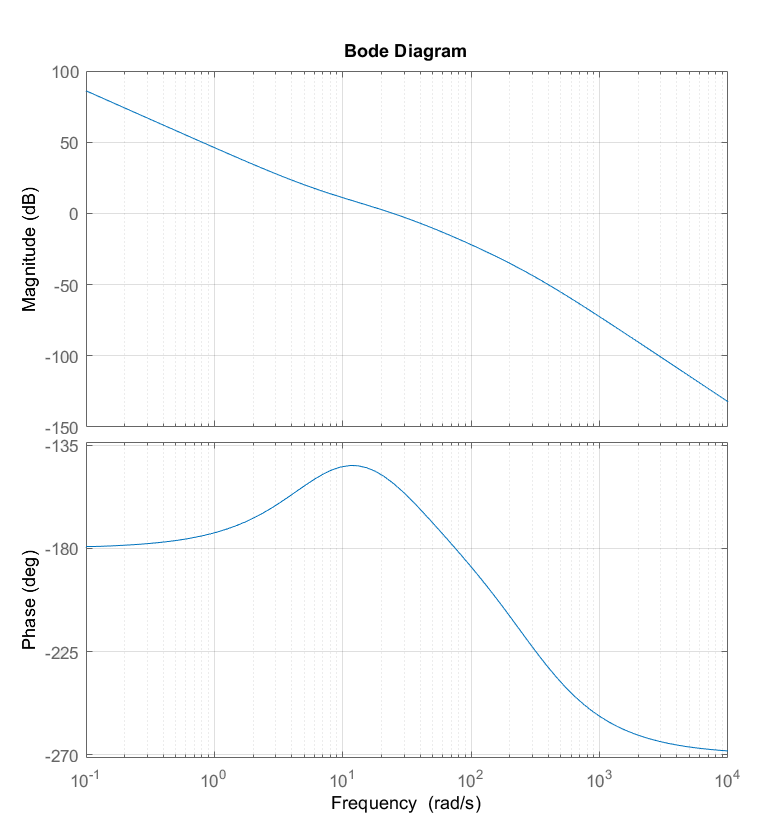 Bode Diagram
100
50
0
-50
-100
-150
Magnitude (dB)
-135
-180
-225
-270
Phase (deg)
10^-1 10^0 10^1 10^2 10^3 10^4
Frequency (rad/s)